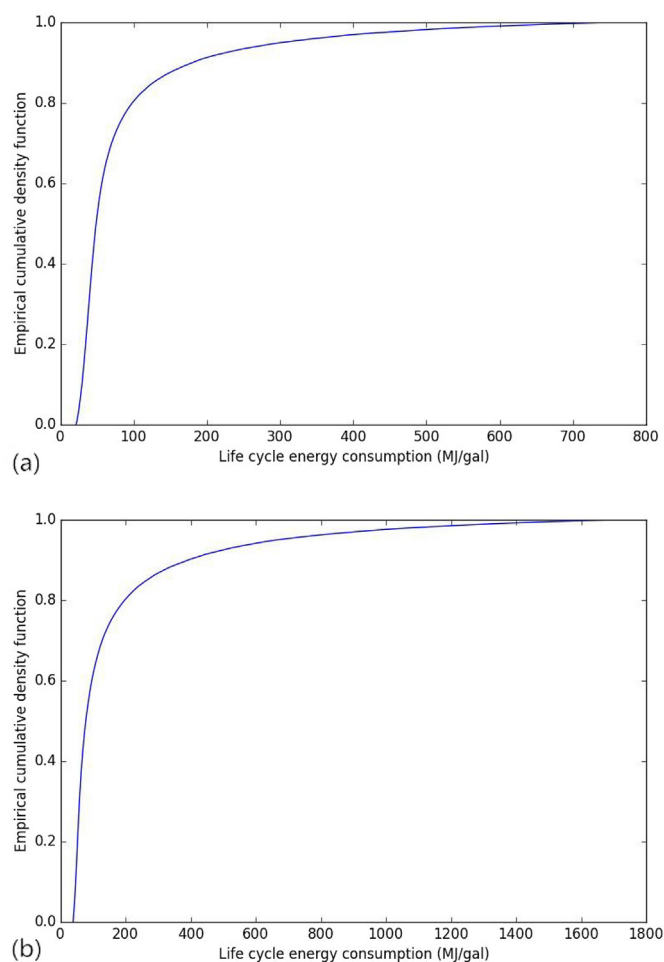 1.0
0.8
0.6
0.4
0.2
0.0
Empirical cumulative density function
0 100 200 300 400 500 600 700 800
Life cycle energy consumption (MJ/gal)
(a)
1.0
0.8
0.6
0.4
0.2
0.0
Empirical cumulative density function
0 200 400 600 800 1000 1200 1400 1600 1800
Life cycle energy consumption (MJ/gal)
(b)